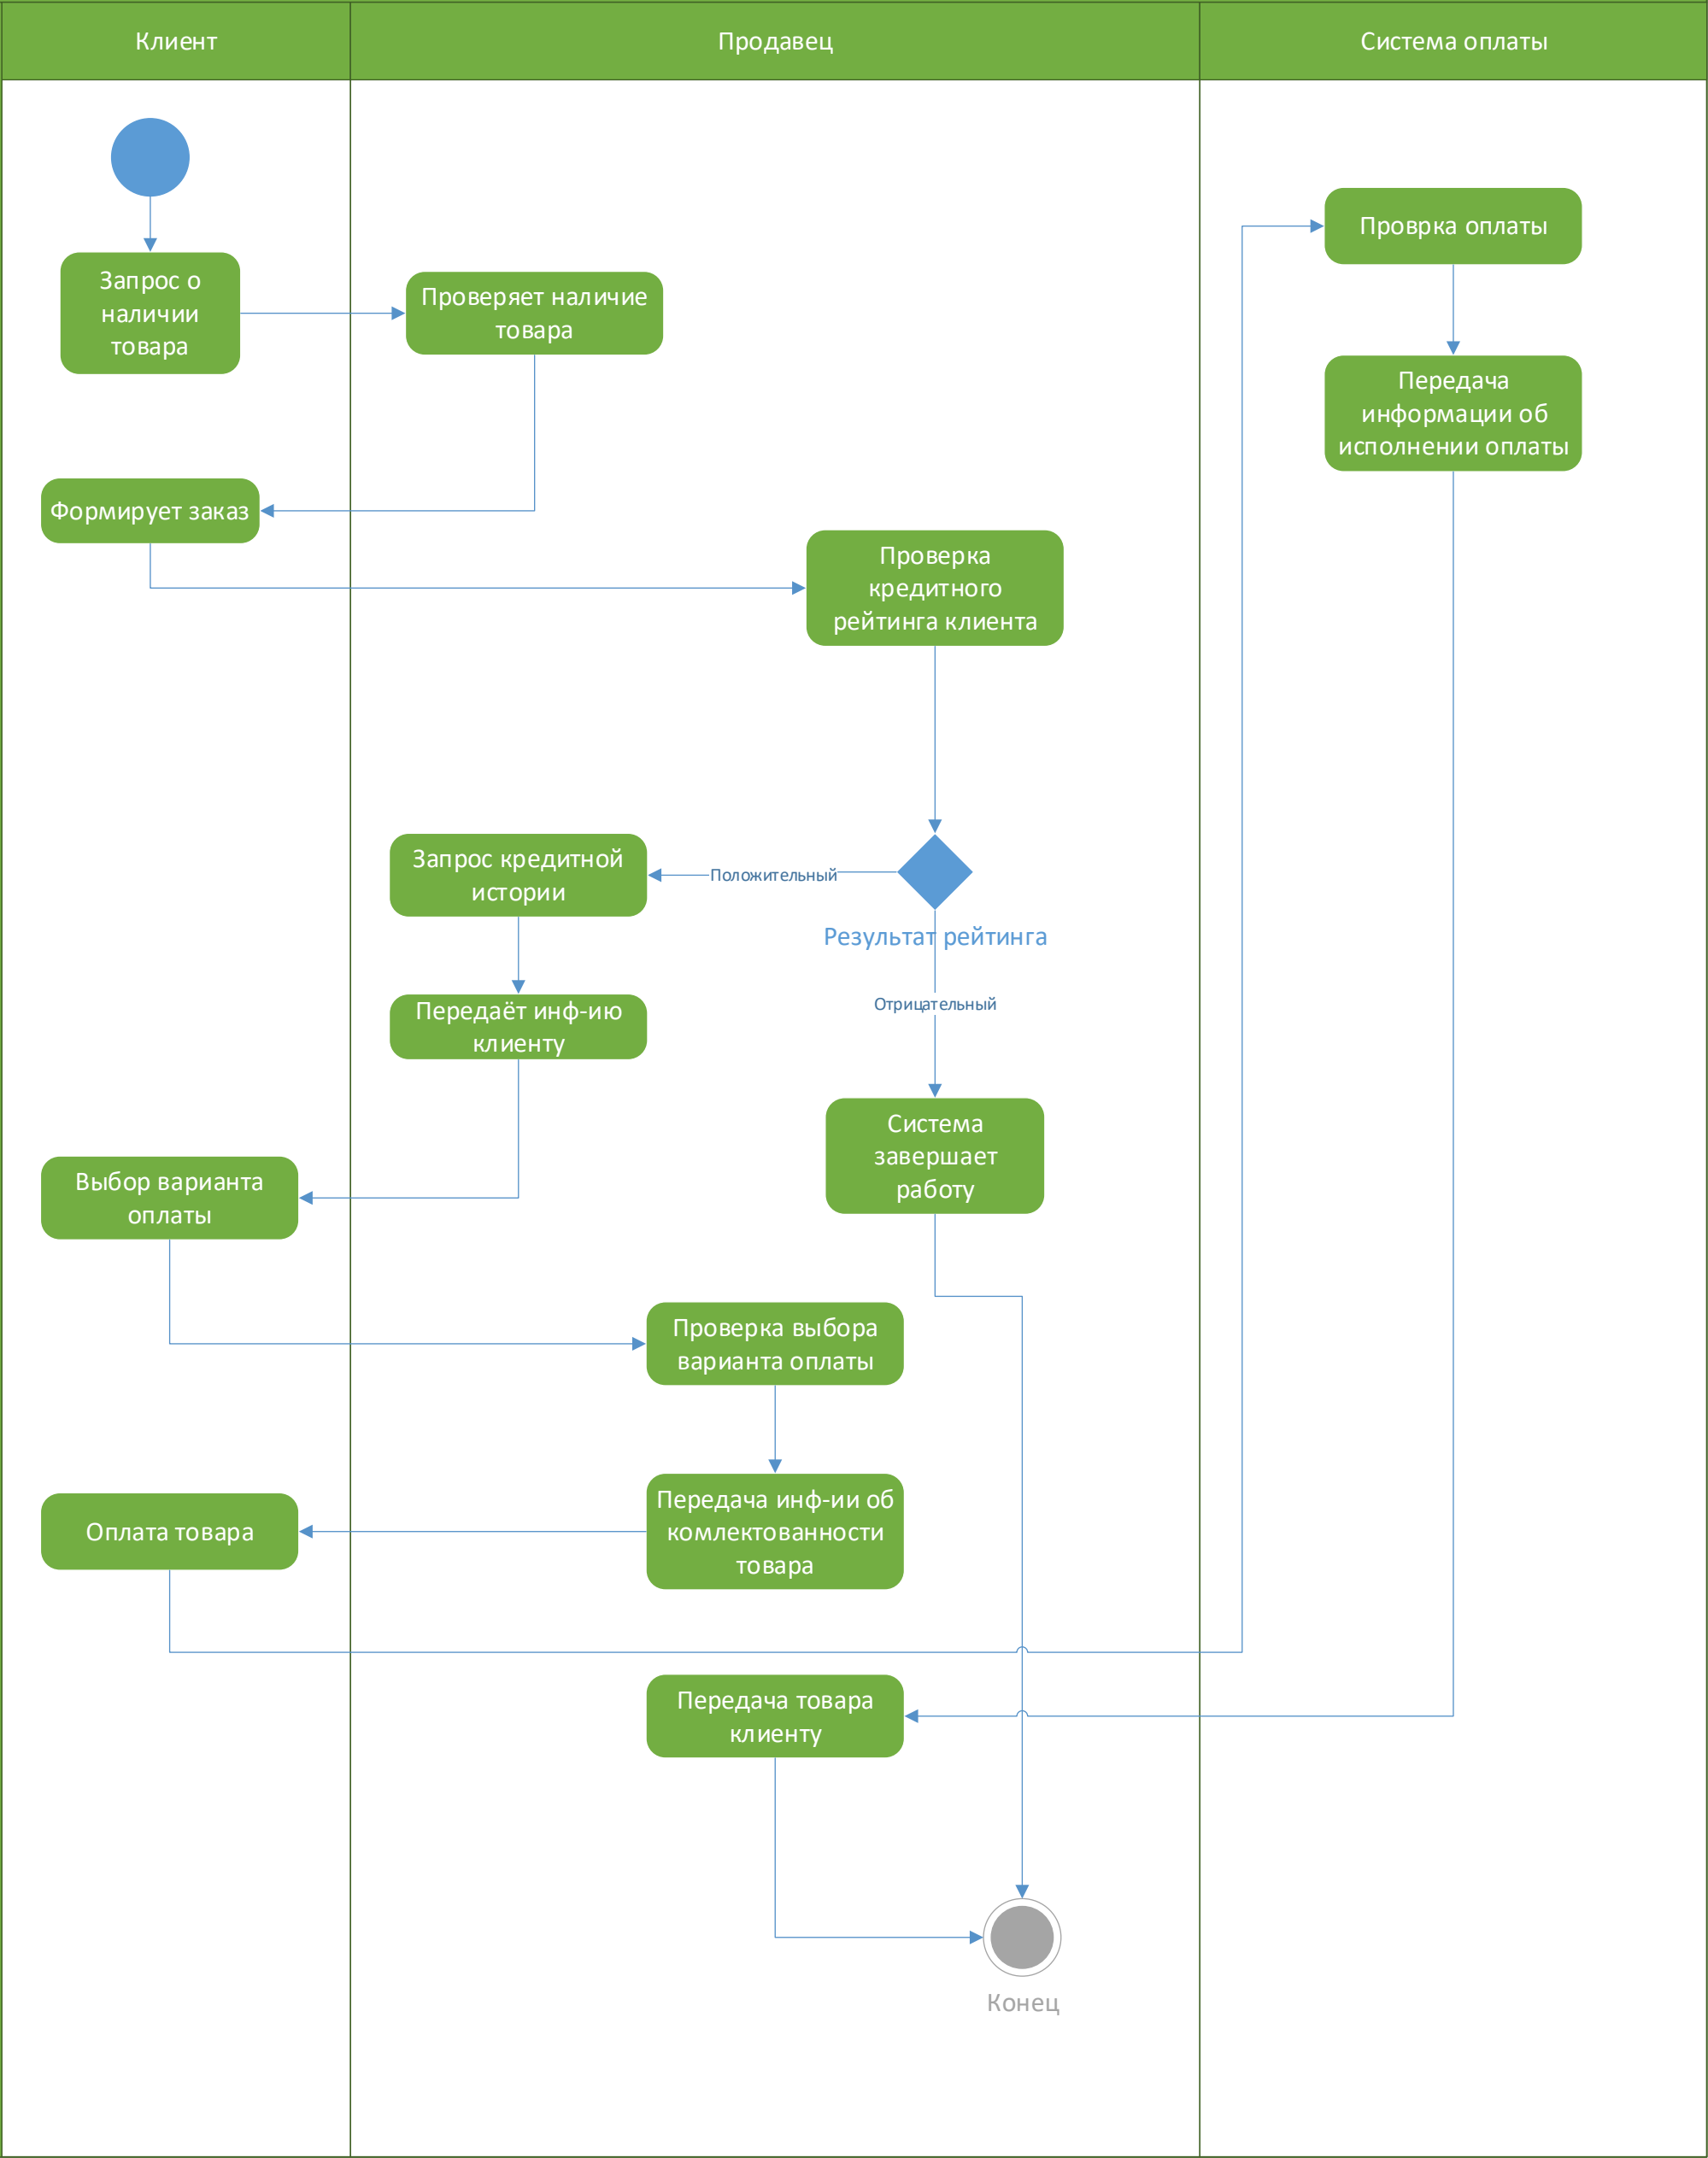 Клиент
Продавец
Система оплаты
Запрос о
наличии
товара
Проверяет наличие
товара
Проврка оплаты
Передача
информации об
исполнении оплаты
Формирует заказ
Проверка
кредитного
рейтинга клиента
Запрос кредитной
истории
Положительный
Результат рейтинга
Отрицательный
Передаёт инф-ию
клиенту
Система
завершает
работу
Выбор варианта
оплаты
Проверка выбора
варианта оплаты
Передача инф-ии об
комлектованности
товара
Оплата товара
Передача товара
клиенту
Конец